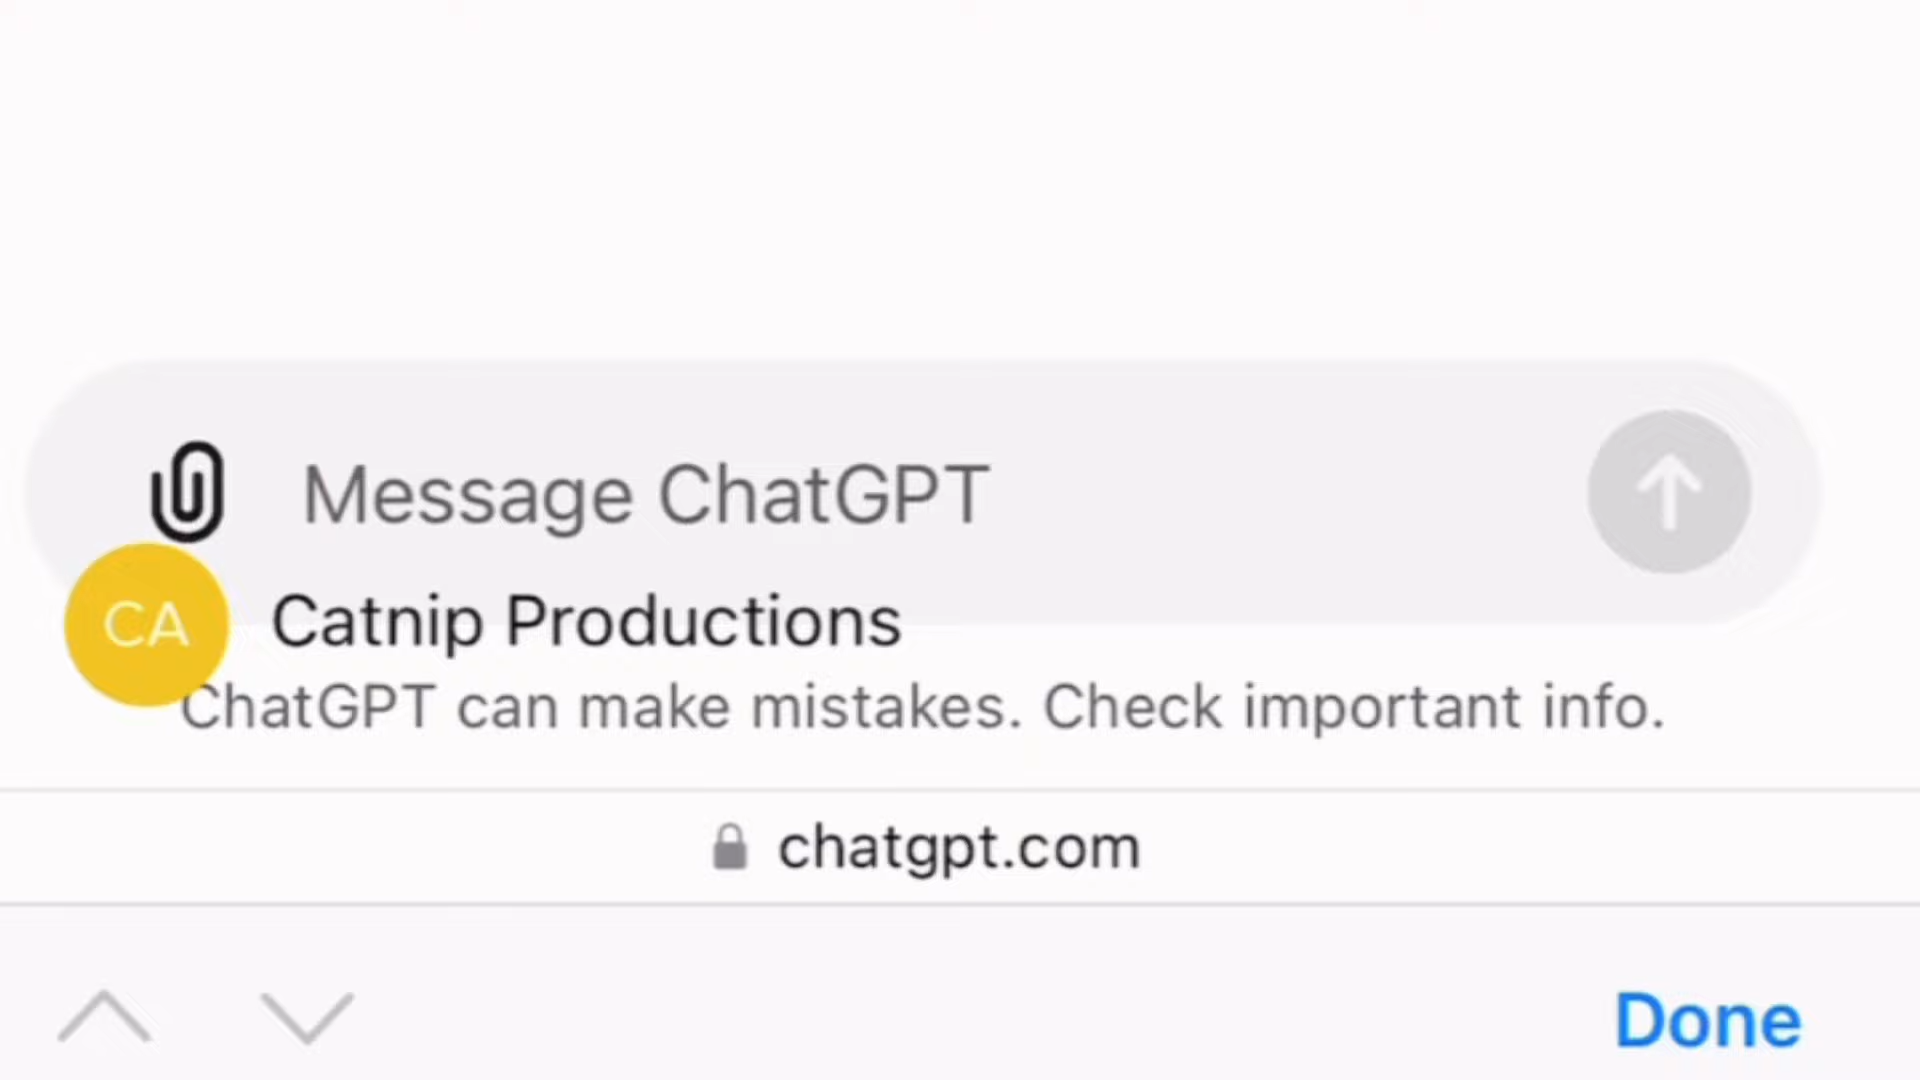 Message ChatGPT
CA
Catnip Productions
ChatGPT can make mistakes. Check important info.
chatgpt.com
Done